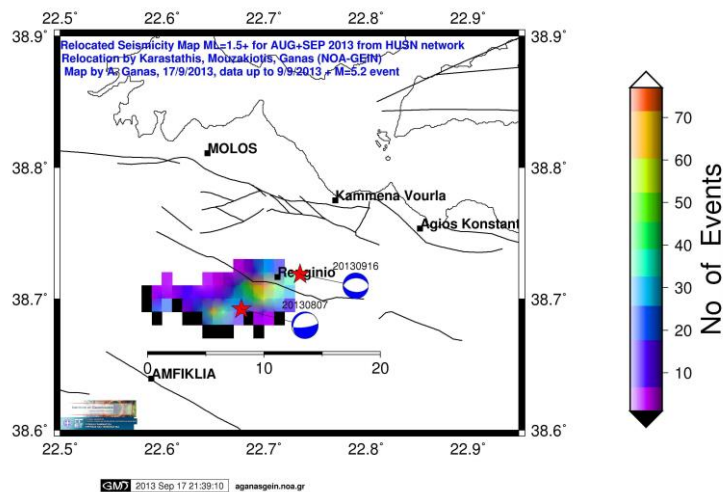 22.5° 22.6° 22.7° 22.8° 22.9°
38.9° 38.9°
Relocated Seismicity Map ML=1.5+ for AUG+SEP 2013 from HUSN network
Relocation by Karastathis, Mouzakiotis, Ganas (NOA-GEIN)
Map by A. Ganas, 17/9/2013, data up to 9/9/2013 + M=5.2 event
70
MOLOS
38.8° 38.8°
60
Kammena Vourla
50
Agios Konstant
40
20130916
Reginio
30
38.7° 38.7°
20130807
20
0 10 20
AMFIKLIA
10
38.6° 38.6°
22.5° 22.6° 22.7° 22.8° 22.9°
No of Events
GMT 2013 Sep 17 21:39:10 aganasgein.noa.gr